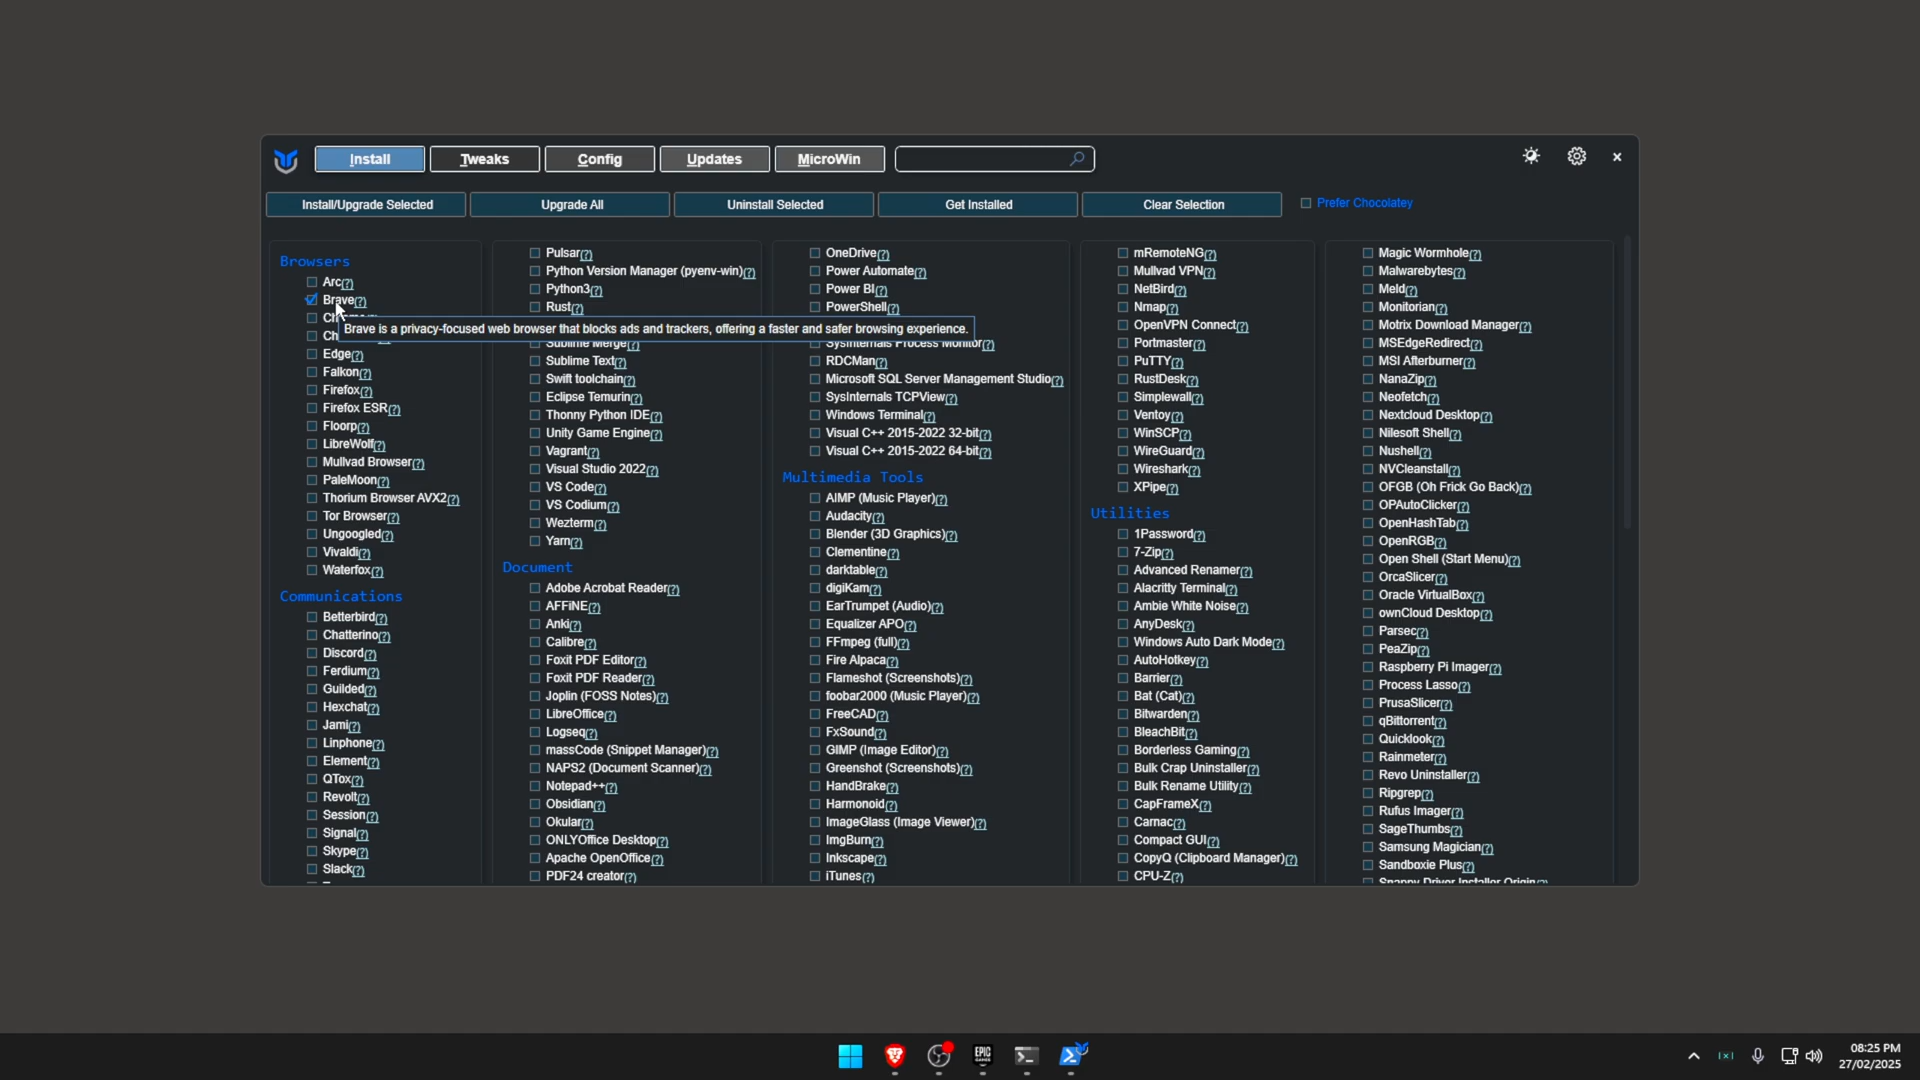 Install
Tweaks
Config
Updates
MicroWin
Install/Upgrade Selected
Upgrade All
Uninstall Selected
Get Installed
Clear Selection
Prefer Chocolatey
Browsers
Arc(?)
Brave(?)
Brave is a privacy-focused web browser that blocks ads and trackers, offering a faster and safer browsing experience.
Edge(?)
Falkon(?)
Firefox(?)
Firefox ESR(?)
Floorp(?)
LibreWolf(?)
Mullvad Browser(?)
PaleMoon(?)
Thorium Browser AVX2(?)
Tor Browser(?)
Ungoogled(?)
Vivaldi(?)
Waterfox(?)
Communications
Betterbird(?)
Chatterino(?)
Discord(?)
Ferdium(?)
Guilded(?)
Hexchat(?)
Jami(?)
Linphone(?)
Element(?)
QTox(?)
Revolt(?)
Session(?)
Signal(?)
Skype(?)
Slack(?)
Pulsar(?)
Python Version Manager (pyenv-win)(?)
Python3(?)
Rust(?)
Sublime Merge(?)
Sublime Text(?)
Swift toolchain(?)
Eclipse Temurin(?)
Thonny Python IDE(?)
Unity Game Engine(?)
Vagrant(?)
Visual Studio 2022(?)
VS Code(?)
VS Codium(?)
Wezterm(?)
Yarn(?)
Document
Adobe Acrobat Reader(?)
AFFiNE(?)
Anki(?)
Calibre(?)
Foxit PDF Editor(?)
Foxit PDF Reader(?)
Joplin (FOSS Notes)(?)
LibreOffice(?)
Logseq(?)
massCode (Snippet Manager)(?)
NAPS2 (Document Scanner)(?)
Notepad++(?)
Obsidian(?)
Okular(?)
ONLYOffice Desktop(?)
Apache OpenOffice(?)
PDF24 creator(?)
OneDrive(?)
Power Automate(?)
Power BI(?)
PowerShell(?)
SysInternals Process Monitor(?)
RDCMan(?)
Microsoft SQL Server Management Studio(?)
SysInternals TCPView(?)
Windows Terminal(?)
Visual C++ 2015-2022 32-bit(?)
Visual C++ 2015-2022 64-bit(?)
Multimedia Tools
AIMP (Music Player)(?)
Audacity(?)
Blender (3D Graphics)(?)
Clementine(?)
darktable(?)
digiKam(?)
EarTrumpet (Audio)(?)
Equalizer APO(?)
FFmpeg (full)(?)
Fire Alpaca(?)
Flameshot (Screenshots)(?)
foobar2000 (Music Player)(?)
FreeCAD(?)
FxSound(?)
GIMP (Image Editor)(?)
Greenshot (Screenshots)(?)
HandBrake(?)
Harmonoid(?)
ImageGlass (Image Viewer)(?)
ImgBurn(?)
Inkscape(?)
iTunes(?)
mRemoteNG(?)
Mullvad VPN(?)
NetBird(?)
Nmap(?)
OpenVPN Connect(?)
Portmaster(?)
PuTTY(?)
RustDesk(?)
Simplewall(?)
Ventoy(?)
WinSCP(?)
WireGuard(?)
Wireshark(?)
XPipe(?)
Utilities
1Password(?)
7-Zip(?)
Advanced Renamer(?)
Alacritty Terminal(?)
Ambie White Noise(?)
AnyDesk(?)
Windows Auto Dark Mode(?)
AutoHotkey(?)
Barrier(?)
Bat (Cat)(?)
Bitwarden(?)
BleachBit(?)
Borderless Gaming(?)
Bulk Crap Uninstaller(?)
Bulk Rename Utility(?)
CapFrameX(?)
Carnac(?)
Compact GUI(?)
CopyQ (Clipboard Manager)(?)
CPU-Z(?)
Magic Wormhole(?)
Malwarebytes(?)
Meld(?)
Monitorian(?)
Motrix Download Manager(?)
MSEdgeRedirect(?)
MSI Afterburner(?)
NanaZip(?)
Neofetch(?)
Nextcloud Desktop(?)
Nilesoft Shell(?)
Nushell(?)
NVCleanstall(?)
OFGB (Oh Frick Go Back)(?)
OPAutoClicker(?)
OpenHashTab(?)
OpenRGB(?)
Open Shell (Start Menu)(?)
OrcaSlicer(?)
Oracle VirtualBox(?)
ownCloud Desktop(?)
Parsec(?)
PeaZip(?)
Raspberry Pi Imager(?)
Process Lasso(?)
PrusaSlicer(?)
qBittorrent(?)
Quicklook(?)
Rainmeter(?)
Revo Uninstaller(?)
Ripgrep(?)
Rufus Imager(?)
SageThumbs(?)
Samsung Magician(?)
Sandboxie Plus(?)
Snappy Driver Installer Origin(?)
EPIC
GAMES
08:25 PM
27/02/2025